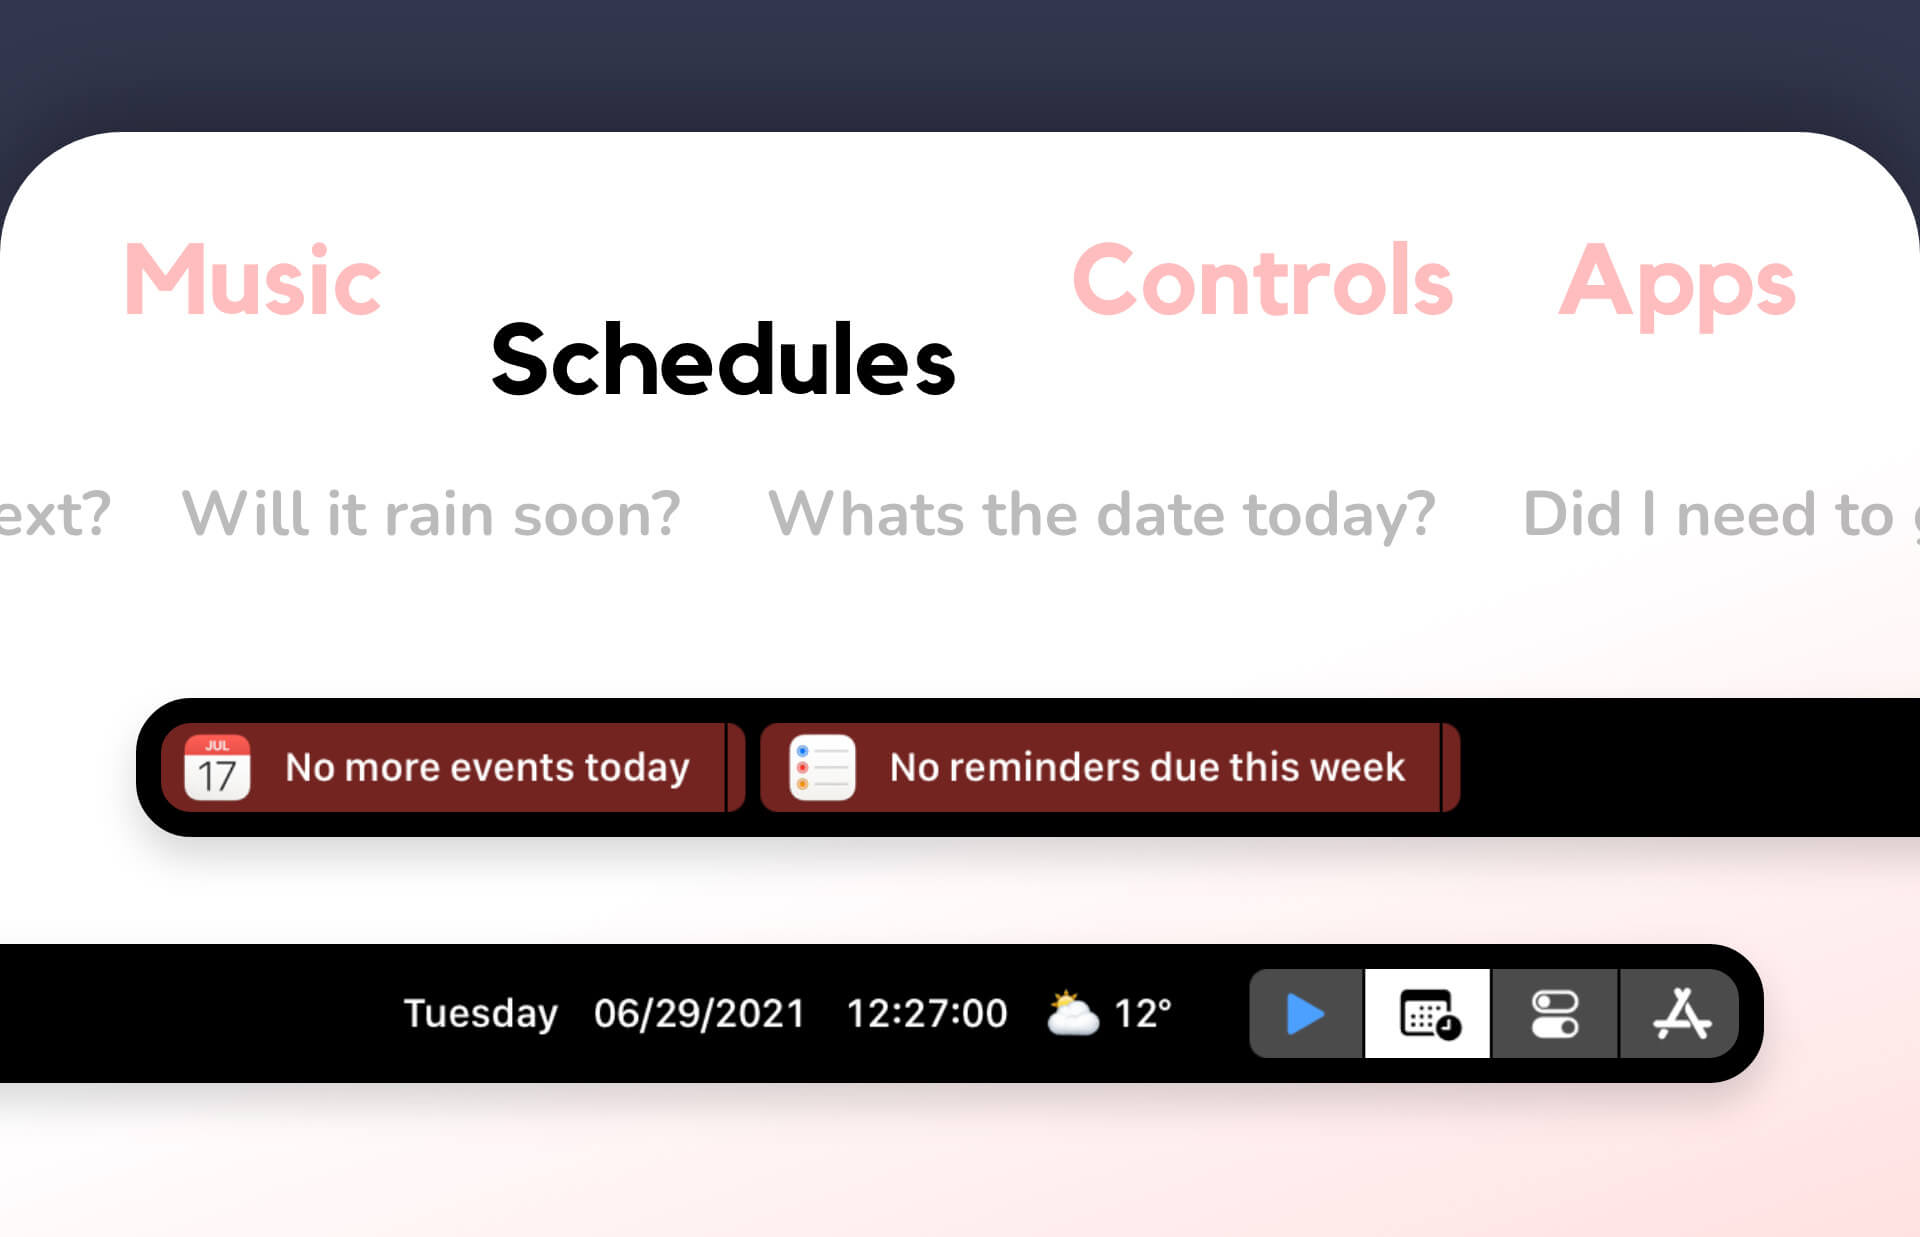 Music Controls Apps
Schedules
ext? Will it rain soon? Whats the date today? Did I need to
JUL
17 No more events today No reminders due this week
Tuesday 06/29/2021 12:27:00 12°